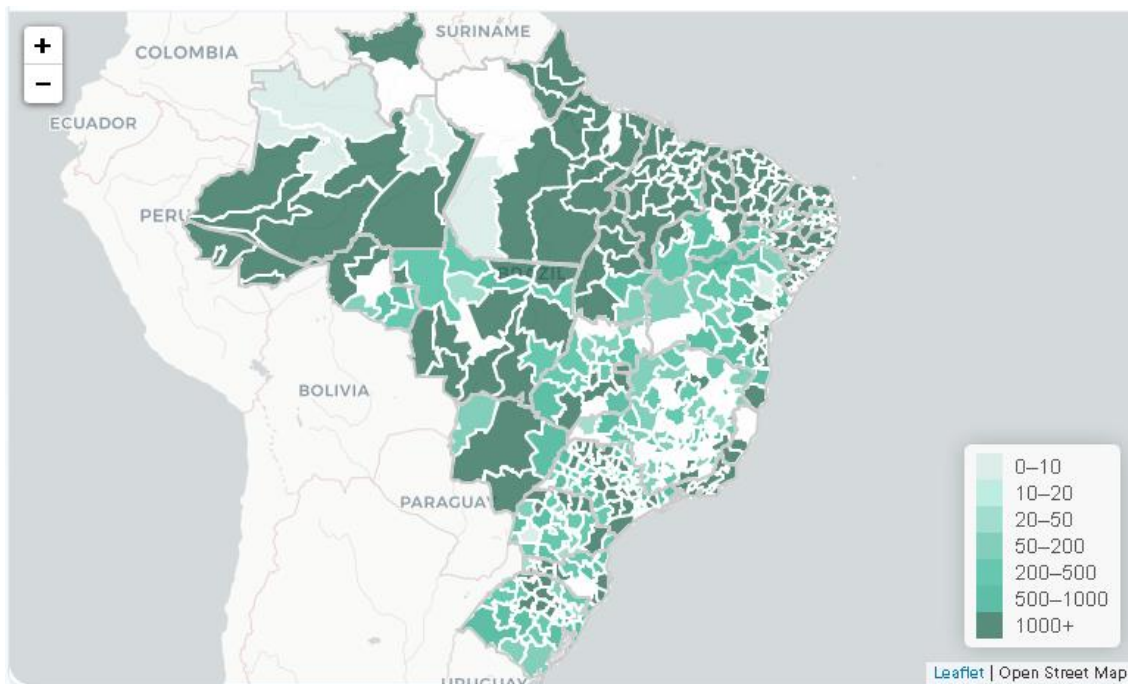 +
−
COLOMBIA
SURINAME
ECUADOR
PERU
BRAZIL
BOLIVIA
PARAGUAY
URUGUAY
0–10
10–20
20–50
50–200
200–500
500–1000
1000+
Leaflet | Open Street Map